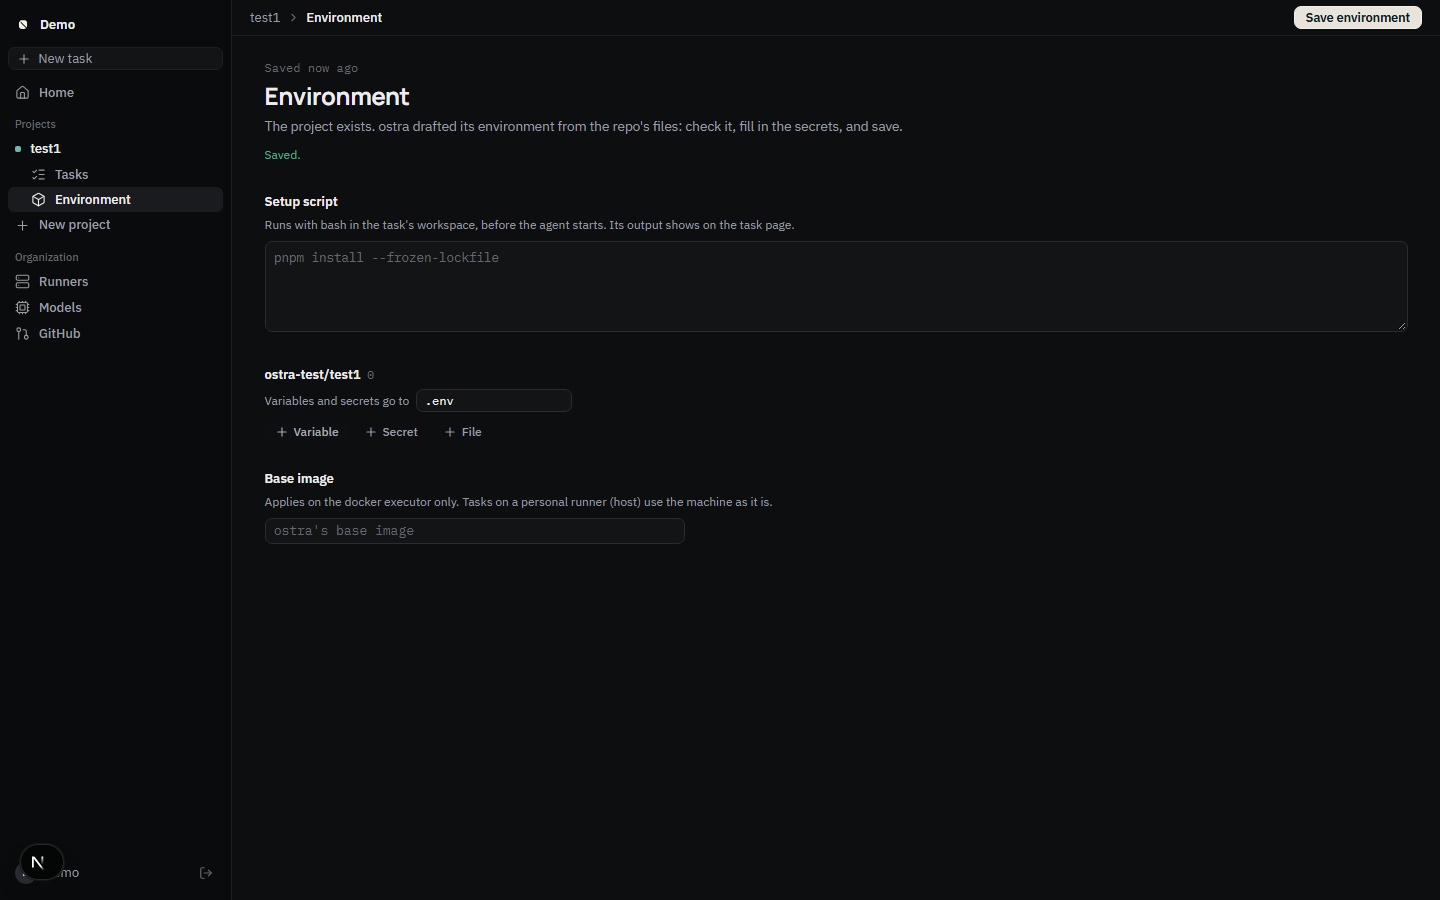 Demo
New task
Home
Projects
test1
Tasks
Environment
New project
Organization
Runners
Models
GitHub
test1 > Environment
Save environment
Saved now ago
Environment
The project exists. ostra drafted its environment from the repo's files: check it, fill in the secrets, and save.
Saved.
Setup script
Runs with bash in the task's workspace, before the agent starts. Its output shows on the task page.
pnpm install --frozen-lockfile
ostra-test/test1 0
Variables and secrets go to .env
Variable
Secret
File
Base image
Applies on the docker executor only. Tasks on a personal runner (host) use the machine as it is.
ostra's base image
N
mo